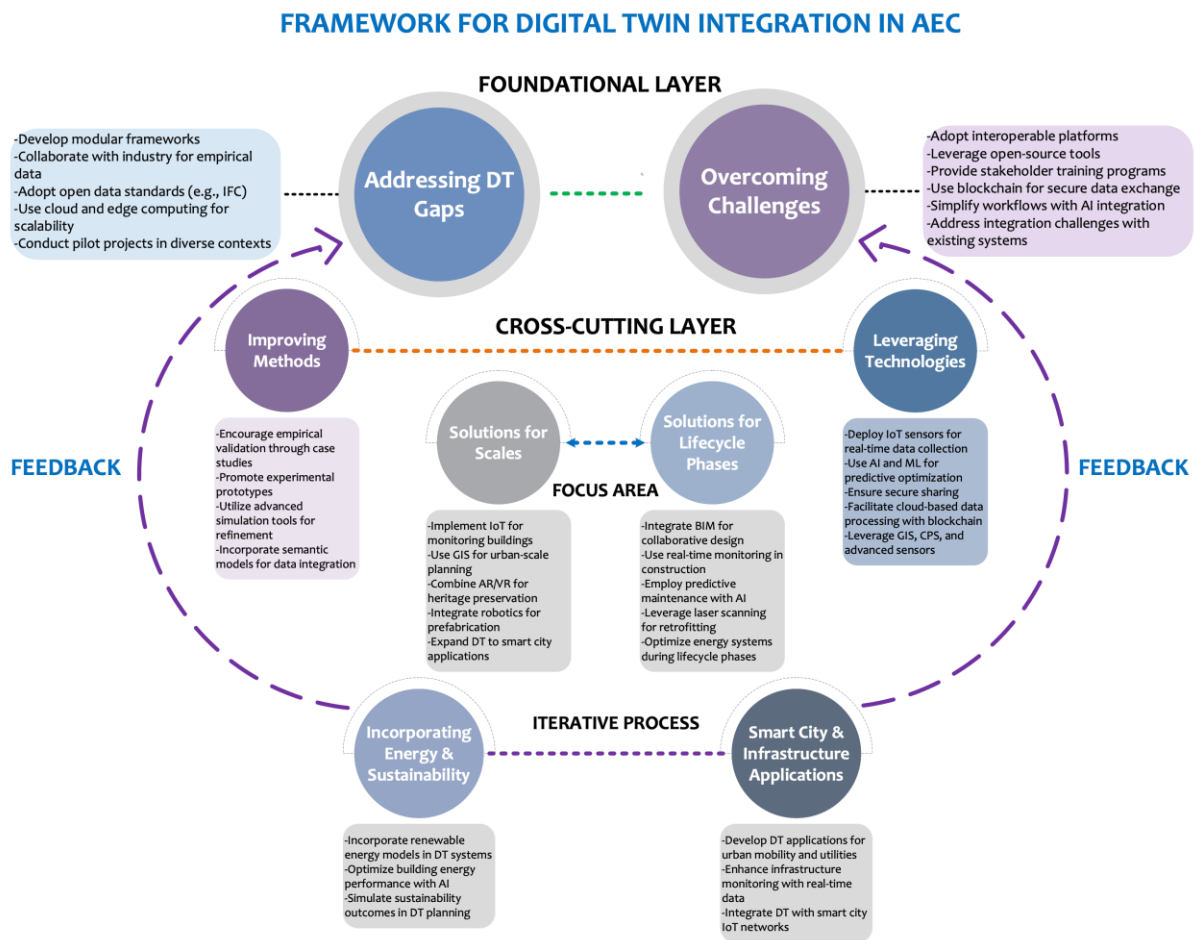 FRAMEWORK FOR DIGITAL TWIN INTEGRATION IN AEC
FOUNDATIONAL LAYER
-Develop modular frameworks
-Collaborate with industry for empirical
data
-Adopt open data standards (e.g., IFC)
-Use cloud and edge computing for
scalability
-Conduct pilot projects in diverse contexts
Addressing DT
Gaps
Overcoming
Challenges
-Adopt interoperable platforms
-Leverage open-source tools
-Provide stakeholder training programs
-Use blockchain for secure data exchange
-Simplify workflows with AI integration
-Address integration challenges with
existing systems
CROSS-CUTTING LAYER
Improving
Methods
Leveraging
Technologies
-Encourage empirical
validation through case
studies
-Promote experimental
prototypes
-Utilize advanced
simulation tools for
refinement
-Incorporate semantic
models for data integration
Solutions for
Scales
Solutions for
Lifecycle
Phases
-Deploy IoT sensors for
real-time data collection
-Use AI and ML for
predictive optimization
-Ensure secure sharing
-Facilitate cloud-based data
processing with blockchain
-Leverage GIS, CPS, and
advanced sensors
FEEDBACK
FEEDBACK
FOCUS AREA
-Implement IoT for
monitoring buildings
-Use GIS for urban-scale
planning
-Combine AR/VR for
heritage preservation
-Integrate robotics for
prefabrication
-Expand DT to smart city
applications
-Integrate BIM for
collaborative design
-Use real-time monitoring in
construction
-Employ predictive
maintenance with AI
-Leverage laser scanning
for retrofitting
-Optimize energy systems
during lifecycle phases
ITERATIVE PROCESS
Incorporating
Energy &
Sustainability
Smart City &
Infrastructure
Applications
-Incorporate renewable
energy models in DT systems
-Optimize building energy
performance with AI
-Simulate sustainability
outcomes in DT planning
-Develop DT applications for
urban mobility and utilities
-Enhance infrastructure
monitoring with real-time
data
-Integrate DT with smart city
IoT networks